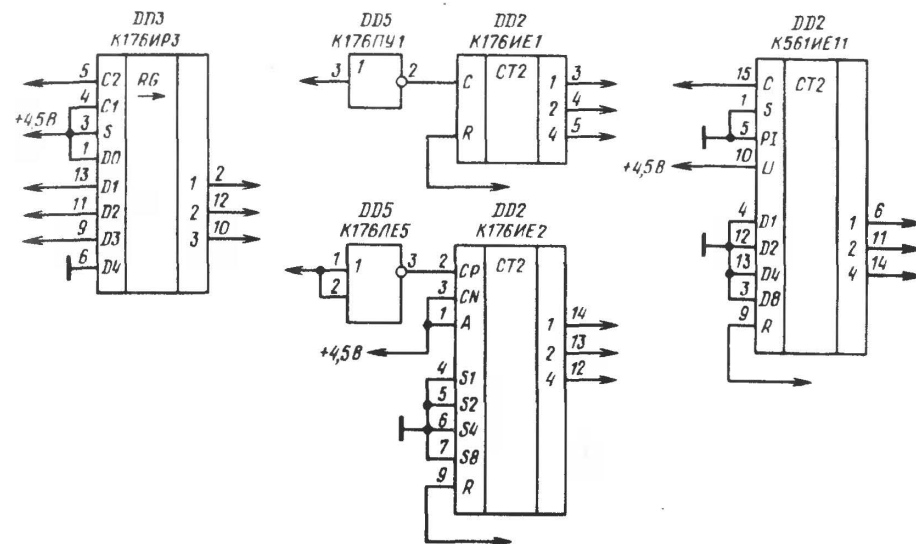 DD3
К176ИР3
RG
5 C2
4 C1
+4,5В
3 S
1 D0
13 D1
11 D2
9 D3
6 D4
1 2
2 12
3 10
DD5
К176ПУ1
3 1 2
DD2
К176ИЕ1
CT2
C
R
1 3
2 4
4 5
DD5
К176ЛЕ5
1 1 3
2
DD2
К176ИЕ2
CT2
2 CP
3 CN
1 A
+4,5В
4 S1
5 S2
6 S4
7 S8
9 R
1 14
2 13
4 12
DD2
К561ИЕ11
CT2
15 C
1 S
5 PI
+4,5В
10 U
4 D1
12 D2
13 D4
3 D8
9 R
1 6
2 11
4 14